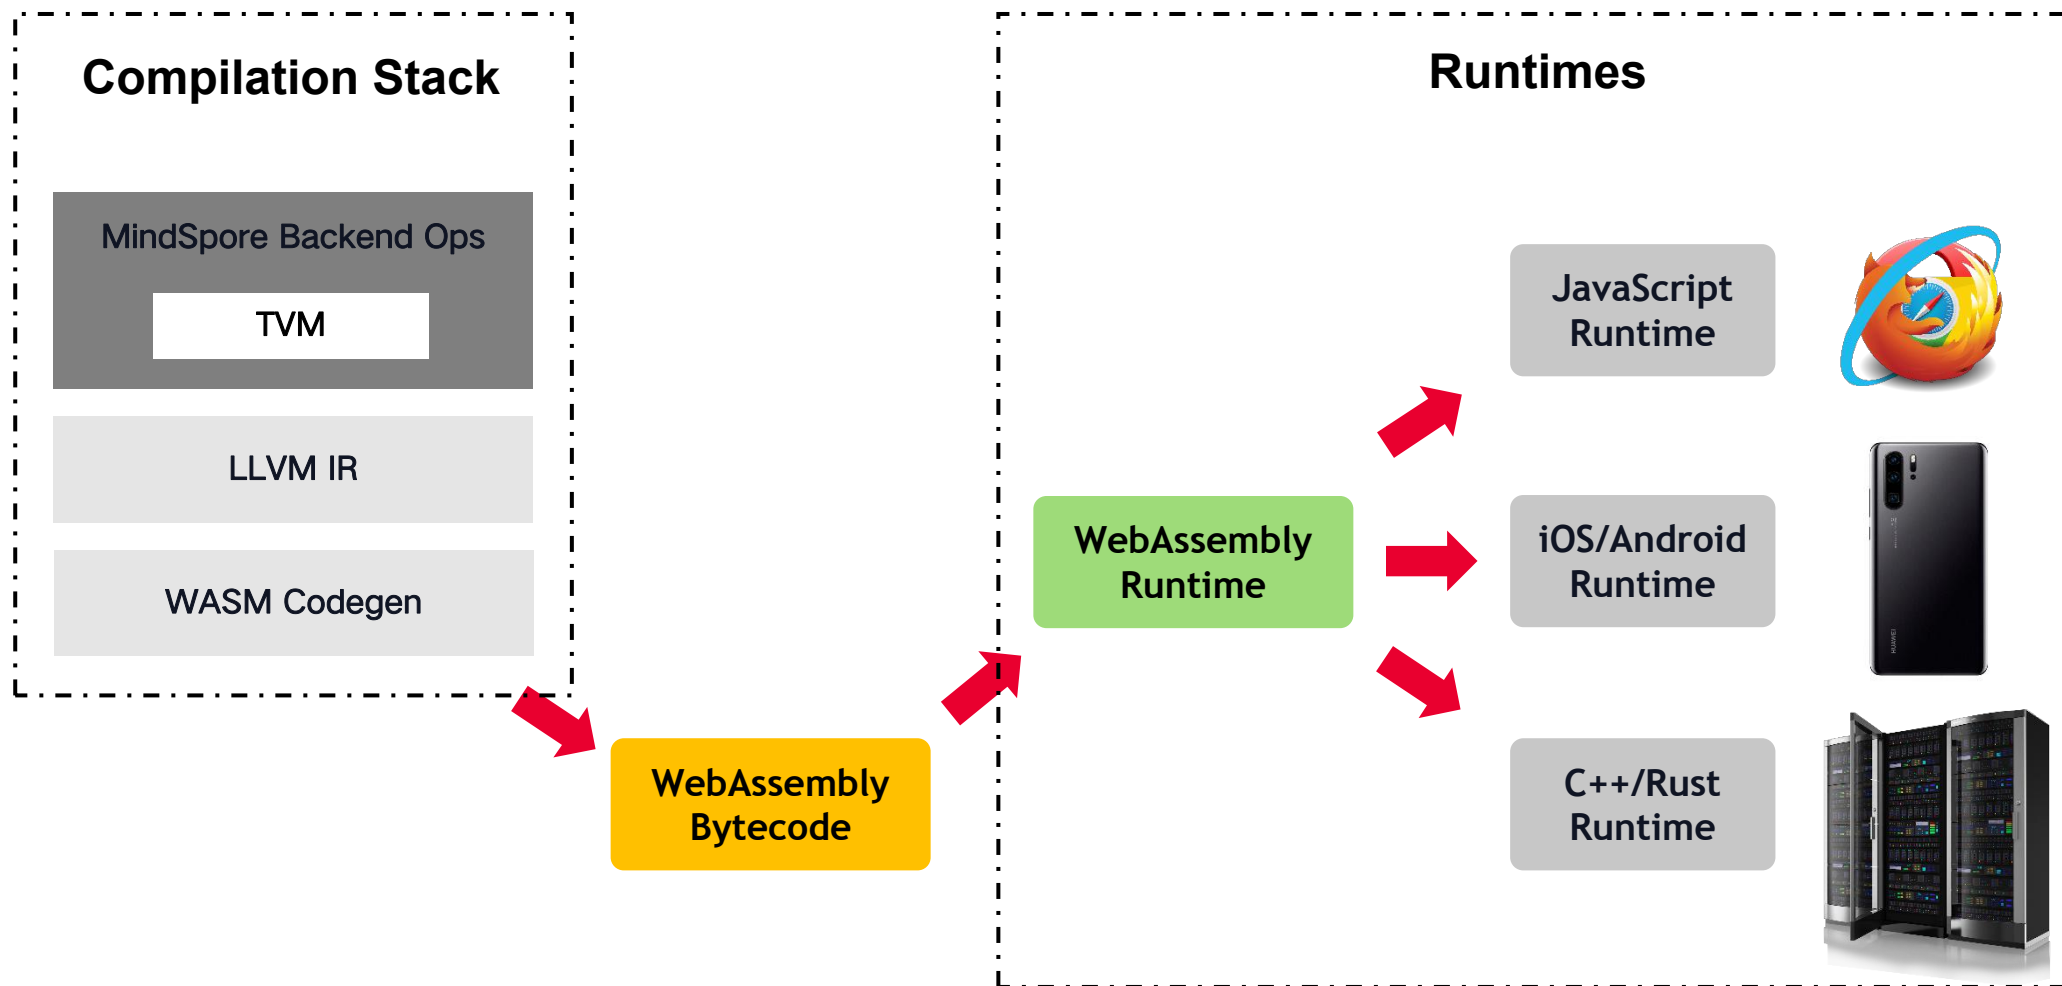 Compilation Stack
MindSpore Backend Ops
TVM
LLVM IR
WASM Codegen
WebAssembly
Bytecode
Runtimes
WebAssembly
Runtime
JavaScript
Runtime
iOS/Android
Runtime
HUAWEI
C++/Rust
Runtime